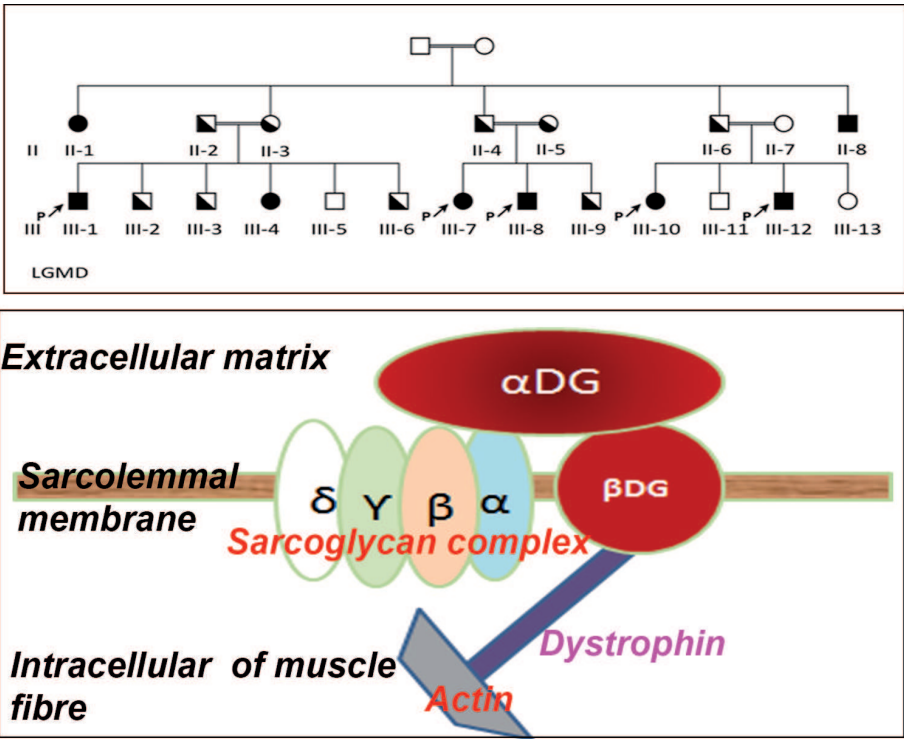 II II-1 II-2 II-3 II-4 II-5 II-6 II-7 II-8
P P P P P
III III-1 III-2 III-3 III-4 III-5 III-6 III-7 III-8 III-9 III-10 III-11 III-12 III-13
LGMD
Extracellular matrix
αDG
Sarcolemmal
membrane
δ γ β α
βDG
Sarcoglycan complex
Dystrophin
Intracellular of muscle
fibre
Actin